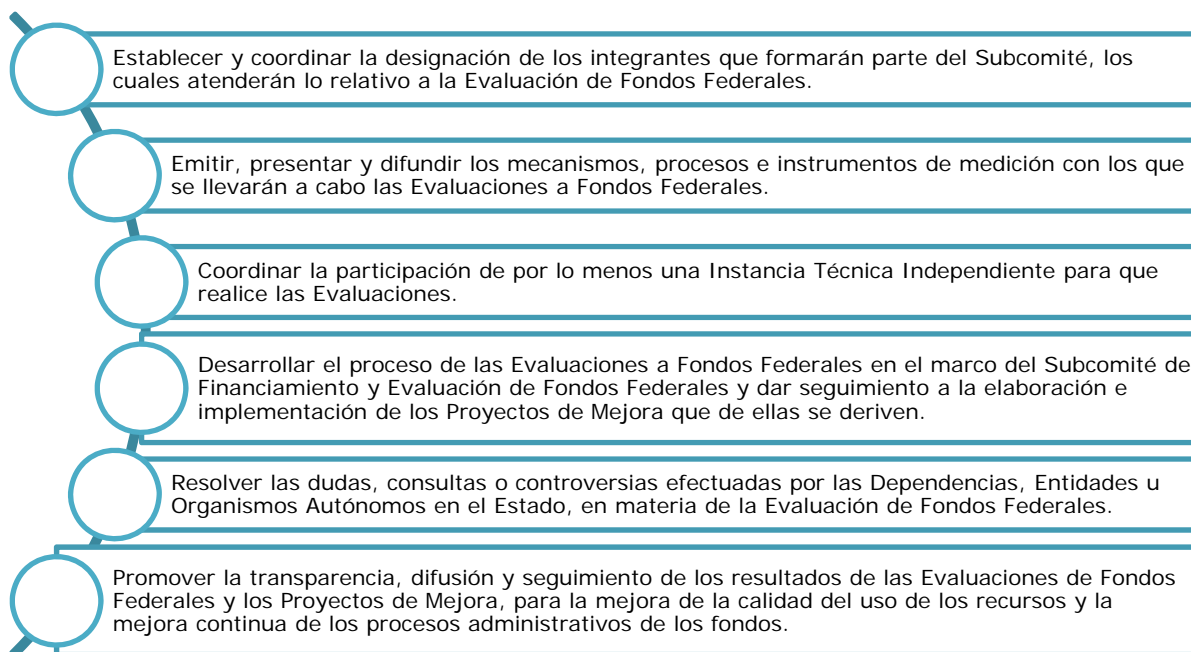 Establecer y coordinar la designación de los integrantes que formarán parte del Subcomité, los
cuales atenderán lo relativo a la Evaluación de Fondos Federales.
Emitir, presentar y difundir los mecanismos, procesos e instrumentos de medición con los que
se llevarán a cabo las Evaluaciones a Fondos Federales.
Coordinar la participación de por lo menos una Instancia Técnica Independiente para que
realice las Evaluaciones.
Desarrollar el proceso de las Evaluaciones a Fondos Federales en el marco del Subcomité de
Financiamiento y Evaluación de Fondos Federales y dar seguimiento a la elaboración e
implementación de los Proyectos de Mejora que de ellas se deriven.
Resolver las dudas, consultas o controversias efectuadas por las Dependencias, Entidades u
Organismos Autónomos en el Estado, en materia de la Evaluación de Fondos Federales.
Promover la transparencia, difusión y seguimiento de los resultados de las Evaluaciones de Fondos
Federales y los Proyectos de Mejora, para la mejora de la calidad del uso de los recursos y la
mejora continua de los procesos administrativos de los fondos.